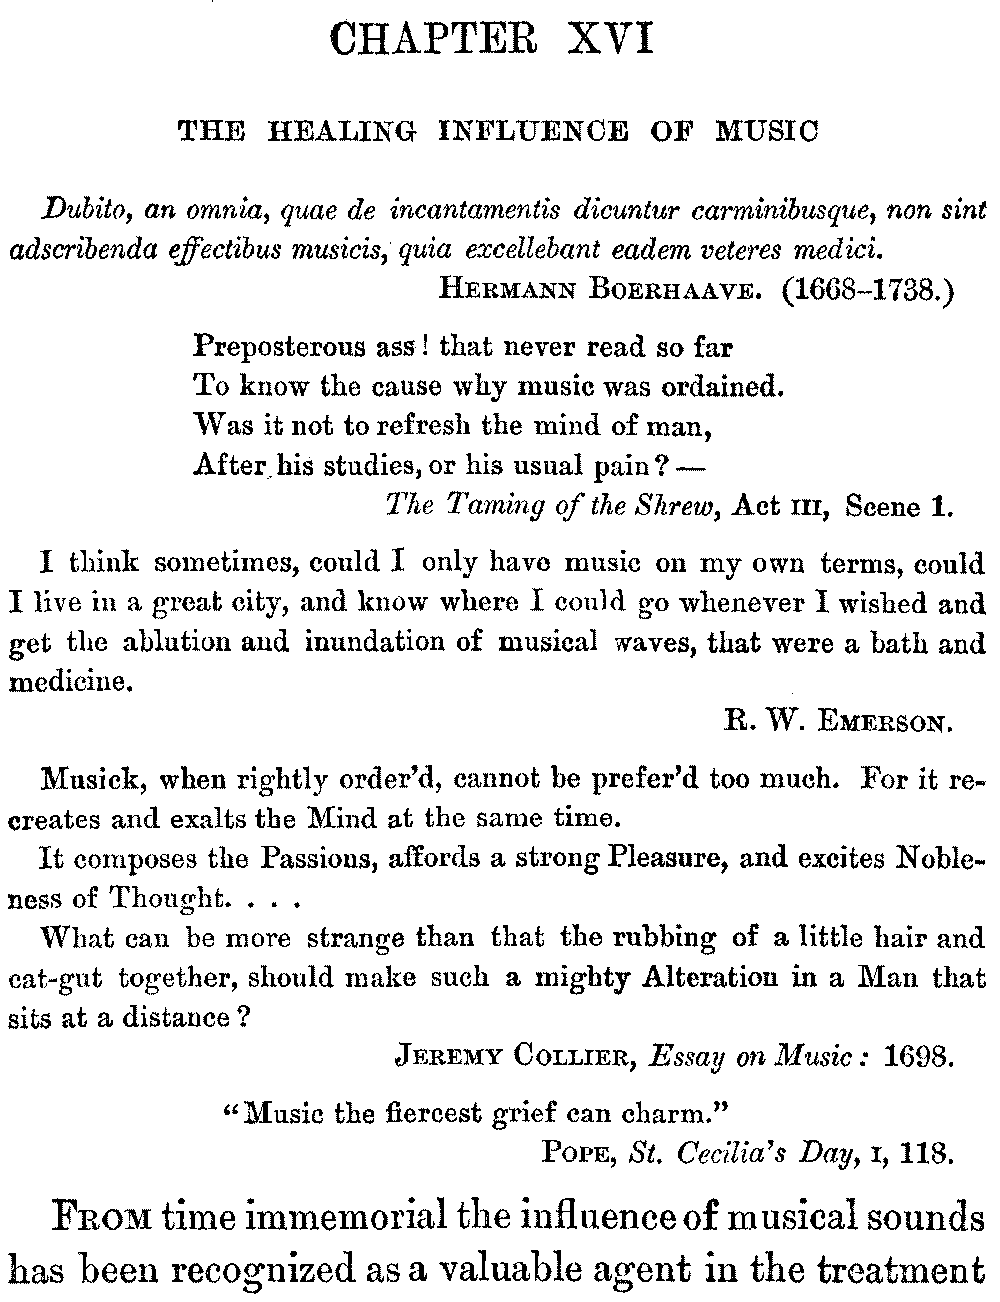 CHAPTER XVI
THE HEALING INFLUENCE OF MUSIC
Dubito, an omnia, quae de incantamentis dicuntur carminibusque, non sint
adscribenda effectibus musicis, quia excellebant eadem veteres medici.
HERMANN BOERHAAVE. (1668–1738.)
Preposterous ass! that never read so far
To know the cause why music was ordained.
Was it not to refresh the mind of man,
After his studies, or his usual pain?—
The Taming of the Shrew, Act III, Scene 1.
I think sometimes, could I only have music on my own terms, could
I live in a great city, and know where I could go whenever I wished and
get the ablution and inundation of musical waves, that were a bath and
medicine.
R. W. EMERSON.
Musick, when rightly order'd, cannot be prefer'd too much. For it re-
creates and exalts the Mind at the same time.
It composes the Passions, affords a strong Pleasure, and excites Noble-
ness of Thought. . . .
What can be more strange than that the rubbing of a little hair and
cat-gut together, should make such a mighty Alteration in a Man that
sits at a distance?
JEREMY COLLIER, Essay on Music: 1698.
"Music the fiercest grief can charm."
POPE, St. Cecilia's Day, I, 118.
FROM time immemorial the influence of musical sounds
has been recognized as a valuable agent in the treatment